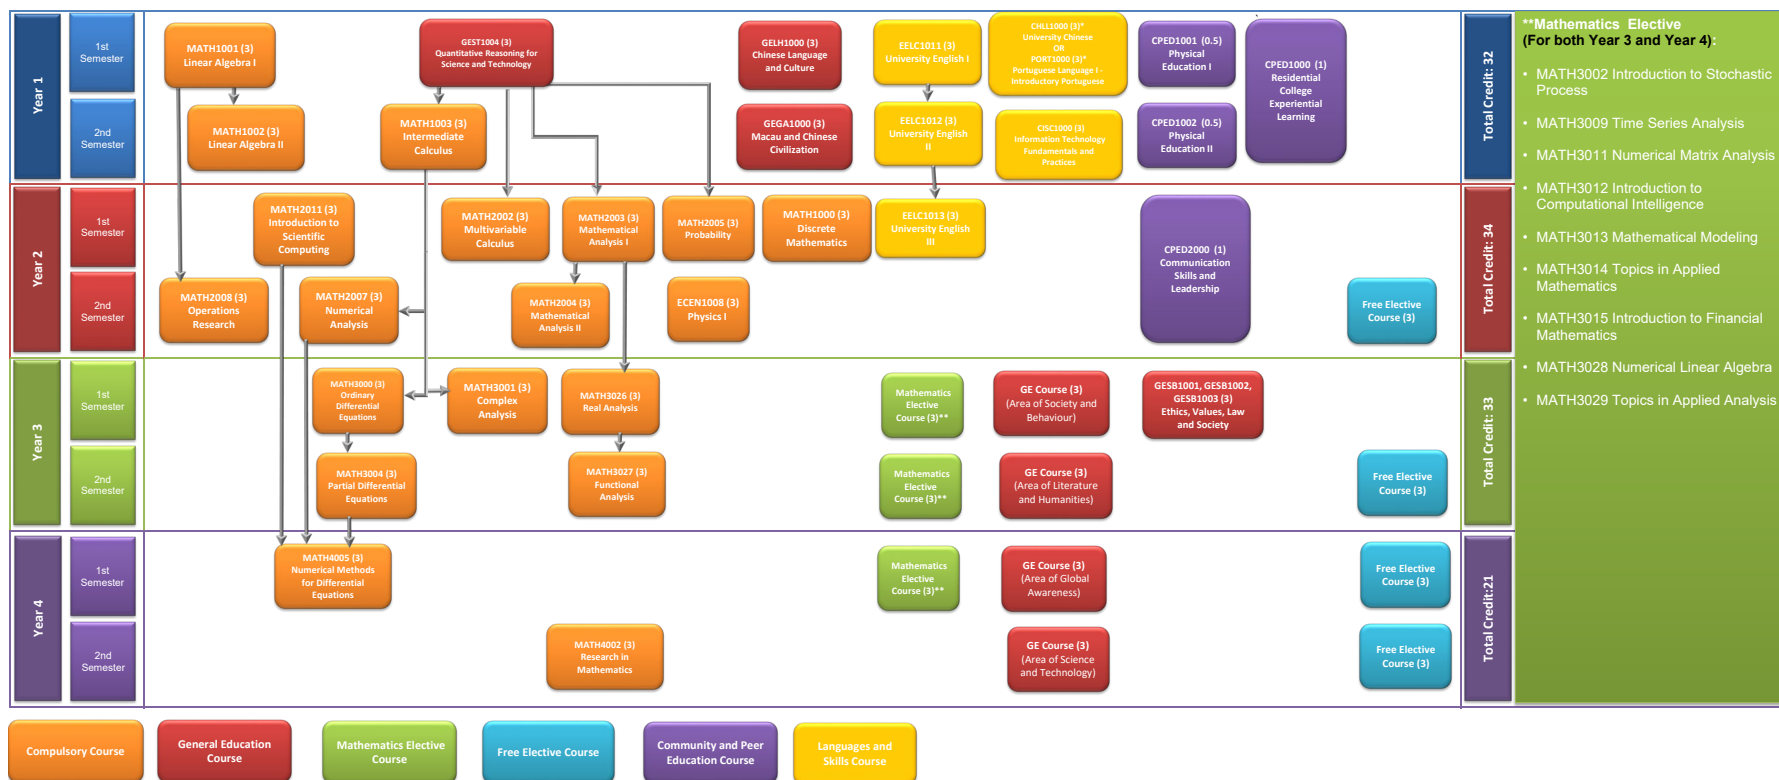 Year 1
1st
Semester
MATH1001 (3)
Linear Algebra I
GEST1004 (3)
Quantitative Reasoning for
Science and Technology
GELH1000 (3)
Chinese Language
and Culture
EELC1011 (3)
University English I
CHLL1000 (3)*
University Chinese
OR
PORT1000 (3)*
Portuguese Language I -
Introductory Portuguese
CPED1001 (0.5)
Physical
Education I
CPED1000 (1)
Residential
College
Experiential
Learning
2nd
Semester
MATH1002 (3)
Linear Algebra II
MATH1003 (3)
Intermediate
Calculus
GEGA1000 (3)
Macau and Chinese
Civilization
EELC1012 (3)
University English
II
CISC1000 (3)
Information Technology
Fundamentals and
Practices
CPED1002 (0.5)
Physical
Education II
Total Credit: 32
Year 2
1st
Semester
MATH2011 (3)
Introduction to
Scientific
Computing
MATH2002 (3)
Multivariable
Calculus
MATH2003 (3)
Mathematical
Analysis I
MATH2005 (3)
Probability
MATH1000 (3)
Discrete
Mathematics
EELC1013 (3)
University English
III
CPED2000 (1)
Communication
Skills and
Leadership
2nd
Semester
MATH2008 (3)
Operations
Research
MATH2007 (3)
Numerical
Analysis
MATH2004 (3)
Mathematical
Analysis II
ECEN1008 (3)
Physics I
Free Elective
Course (3)
Total Credit: 34
Year 3
1st
Semester
MATH3000 (3)
Ordinary
Differential
Equations
MATH3001 (3)
Complex
Analysis
MATH3026 (3)
Real Analysis
Mathematics
Elective
Course (3)**
GE Course (3)
(Area of Society and
Behaviour)
GESB1001, GESB1002,
GESB1003 (3)
Ethics, Values, Law
and Society
2nd
Semester
MATH3004 (3)
Partial Differential
Equations
MATH3027 (3)
Functional
Analysis
Mathematics
Elective
Course (3)**
GE Course (3)
(Area of Literature
and Humanities)
Free Elective
Course (3)
Total Credit: 33
Year 4
1st
Semester
MATH4005 (3)
Numerical Methods
for Differential
Equations
Mathematics
Elective
Course (3)**
GE Course (3)
(Area of Global
Awareness)
Free Elective
Course (3)
2nd
Semester
MATH4002 (3)
Research in
Mathematics
GE Course (3)
(Area of Science
and Technology)
Free Elective
Course (3)
Total Credit:21
**Mathematics Elective
(For both Year 3 and Year 4):
• MATH3002 Introduction to Stochastic
Process
• MATH3009 Time Series Analysis
• MATH3011 Numerical Matrix Analysis
• MATH3012 Introduction to
Computational Intelligence
• MATH3013 Mathematical Modeling
• MATH3014 Topics in Applied
Mathematics
• MATH3015 Introduction to Financial
Mathematics
• MATH3028 Numerical Linear Algebra
• MATH3029 Topics in Applied Analysis
Compulsory Course
General Education
Course
Mathematics Elective
Course
Free Elective Course
Community and Peer
Education Course
Languages and
Skills Course